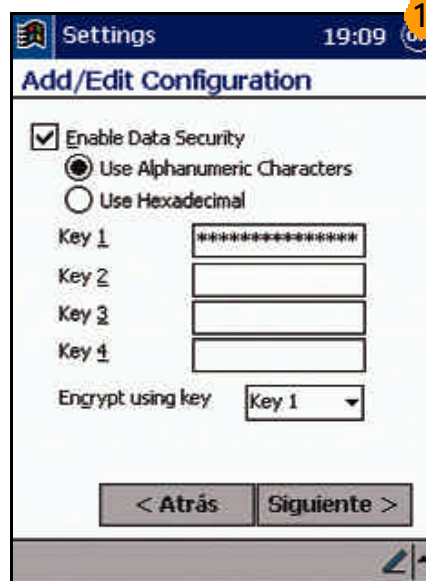 Settings 19:09
1
Add/Edit Configuration
Enable Data Security
Use Alphanumeric Characters
Use Hexadecimal
Key 1 ***************
Key 2
Key 3
Key 4
Encrypt using key Key 1
< Atrás Siguiente >